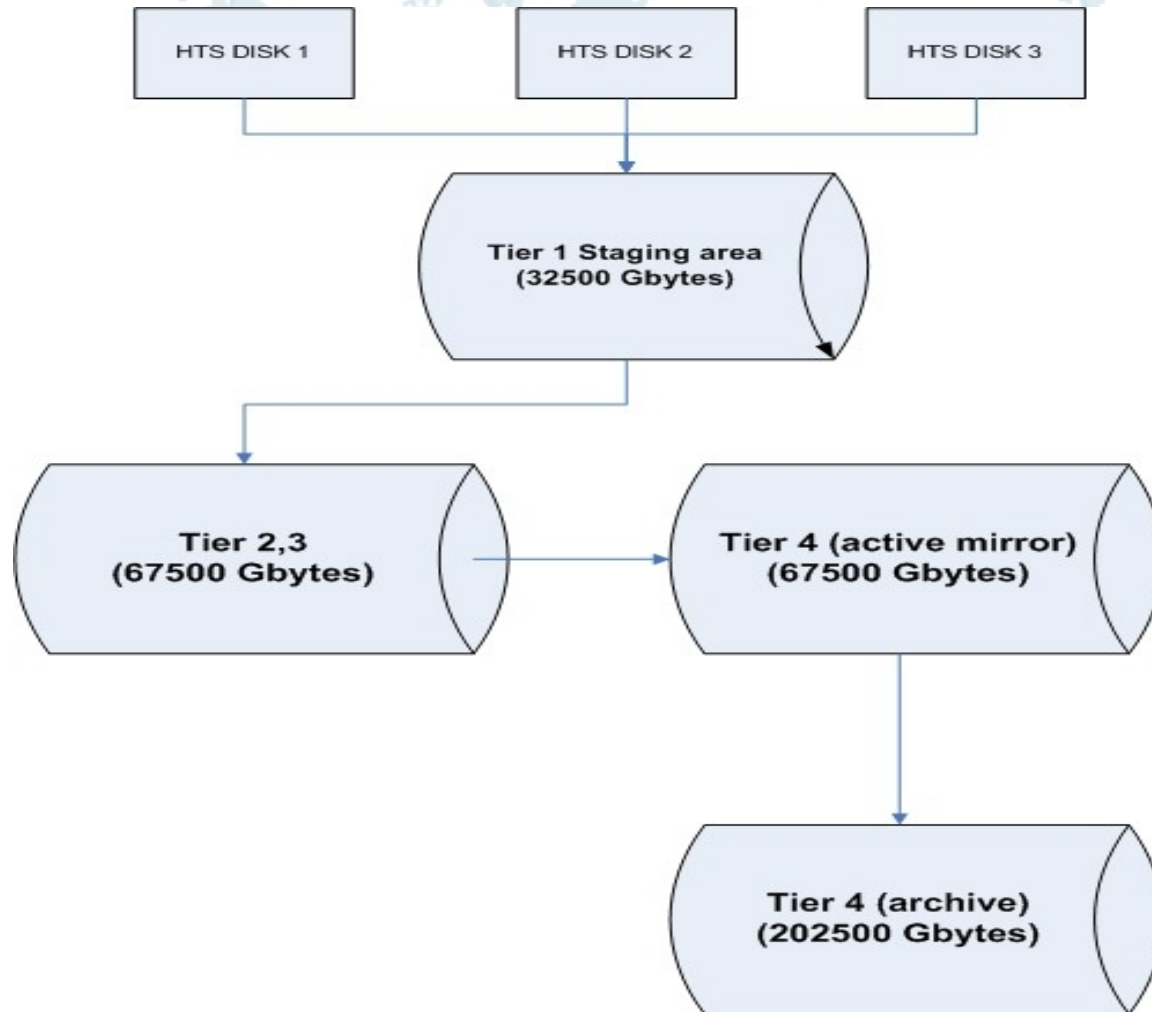 HTS DISK 1
HTS DISK 2
HTS DISK 3
Tier 1 Staging area
(32500 Gbytes)
Tier 2,3
(67500 Gbytes)
Tier 4 (active mirror)
(67500 Gbytes)
Tier 4 (archive)
(202500 Gbytes)